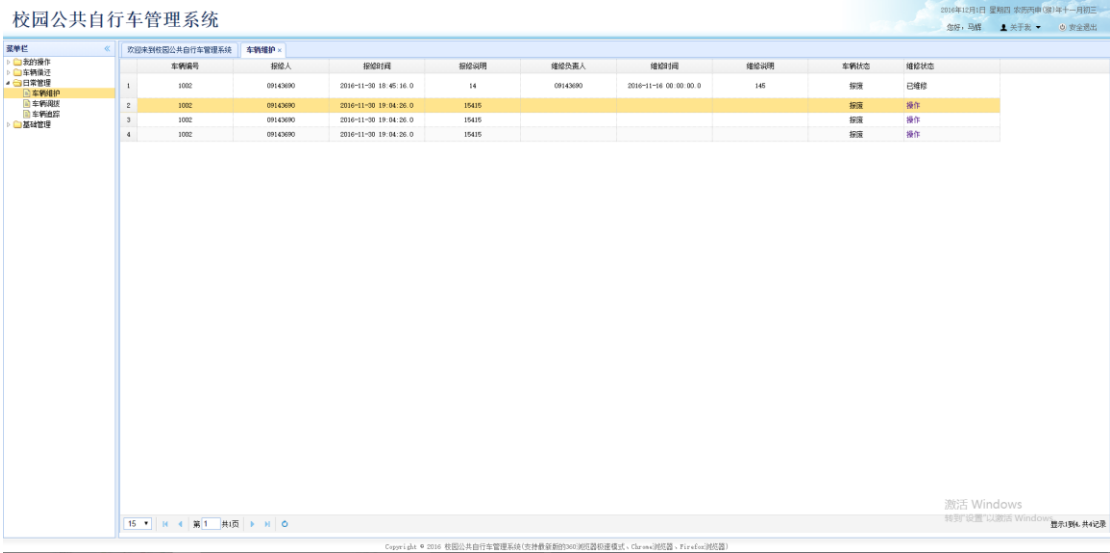 校园公共自行车管理系统
2016年12月1日 星期四 农历丙申(猴)年十一月初三
您好,马辉 关于我 安全退出
菜单栏
欢迎来到校园公共自行车管理系统 车辆维护
我的操作
车辆借还
日常管理
车辆维护
车辆调拨
车辆追踪
基础管理
车辆编号 报修人 报修时间 报修说明 维修负责人 维修时间 维修说明 车辆状态 维修状态
1 1002 09143690 2016-11-30 18:45:16.0 14 09143690 2016-11-16 00:00:00.0 145 报废 已维修
2 1002 09143690 2016-11-30 19:04:26.0 15415 报废 操作
3 1002 09143690 2016-11-30 19:04:26.0 15415 报废 操作
4 1002 09143690 2016-11-30 19:04:26.0 15415 报废 操作
激活 Windows
转到"设置"以激活 Windows。
15 第 1 共1页
显示1到4, 共4记录
Copyright © 2016 校园公共自行车管理系统(支持最新版的360浏览器极速模式、Chrome浏览器、Firefox浏览器)